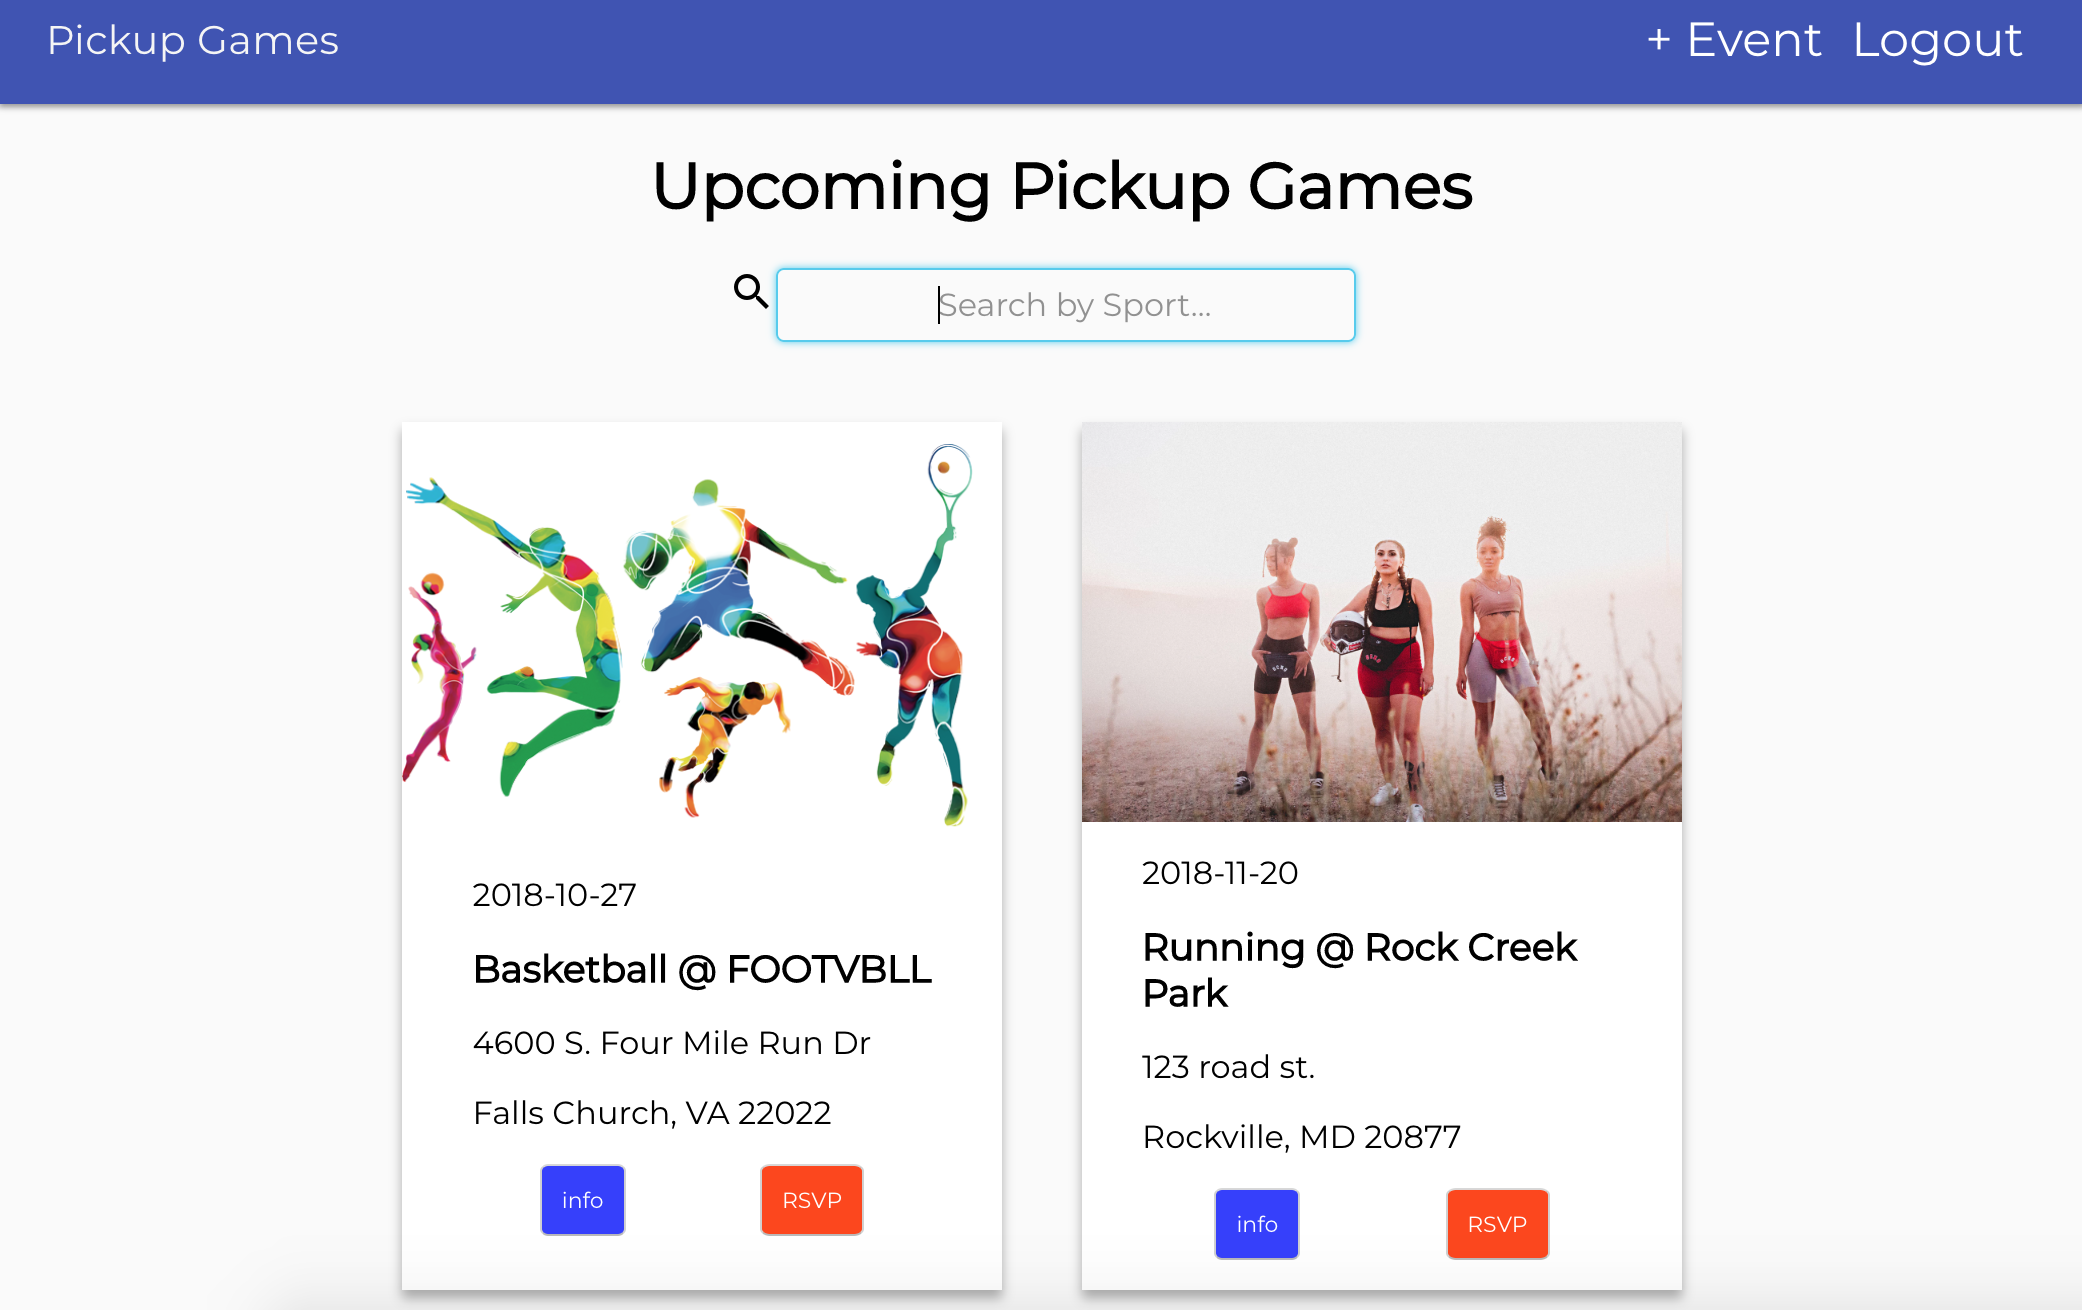 Pickup Games
+ Event Logout
Upcoming Pickup Games
Search by Sport...
2018-10-27
Basketball @ FOOTVBLL
4600 S. Four Mile Run Dr
Falls Church, VA 22022
info RSVP
2018-11-20
Running @ Rock Creek
Park
123 road st.
Rockville, MD 20877
info RSVP